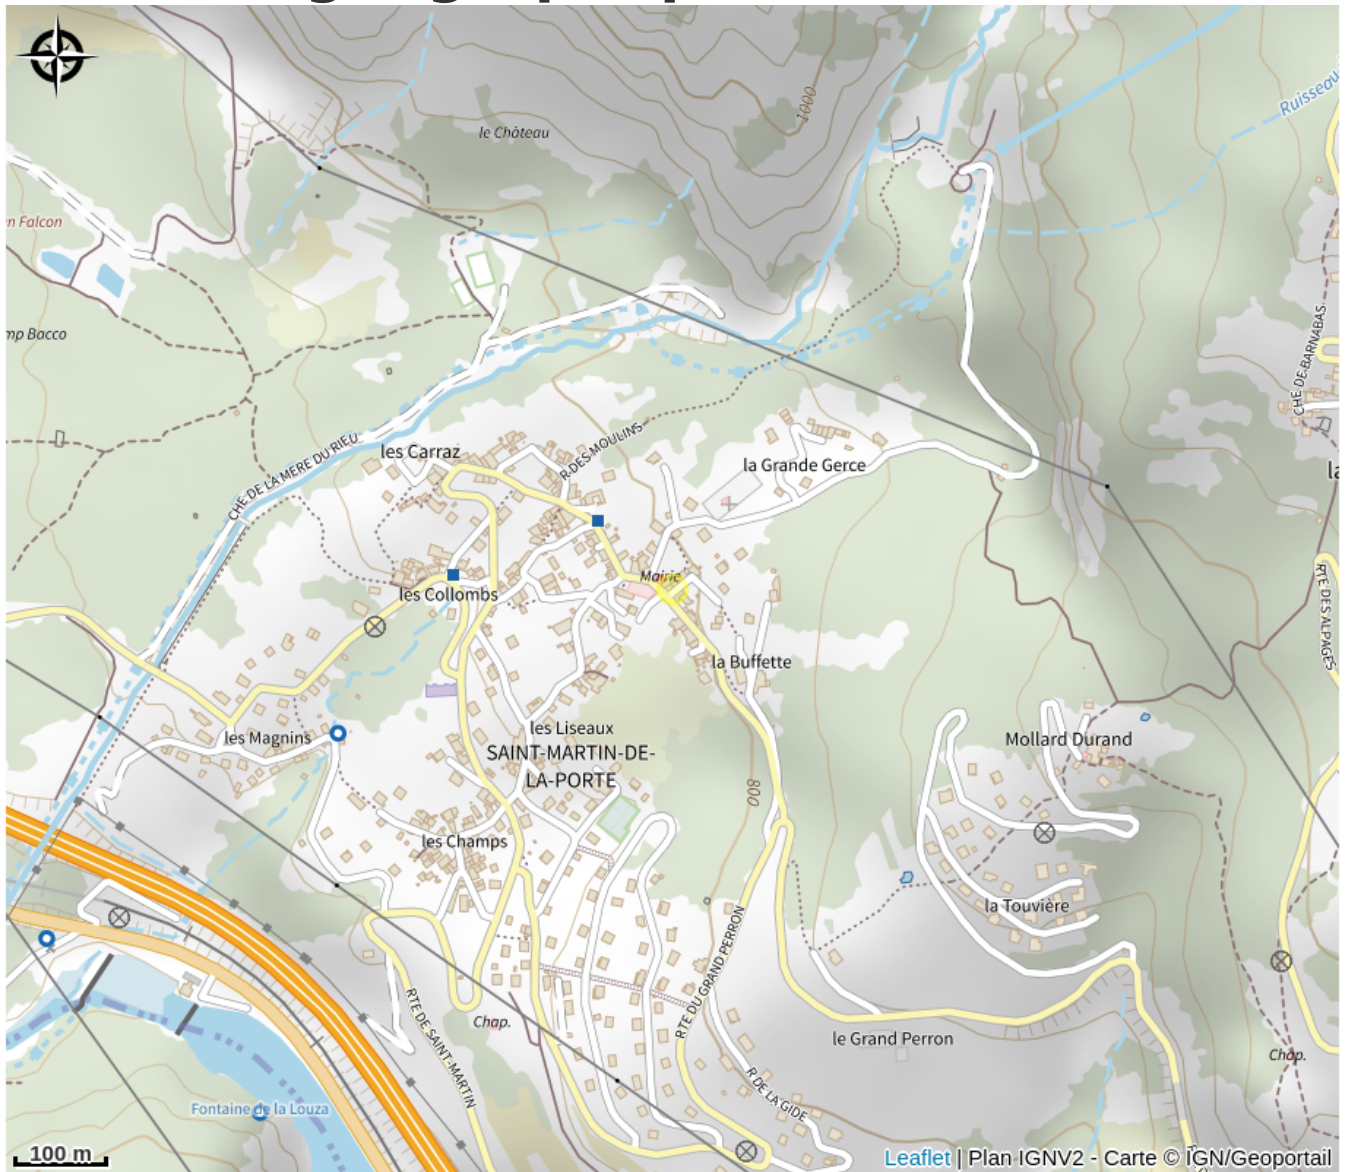 1000
le Château
Ruisseau
n Falcon
mp Bacco
CHE DE BARNABAS
R DES MOULINS
CHE DE LA MERE DU RIEU
les Carraz
la Grande Gerce
la
Mairie
les Collombs
RTE DES ALPAGES
la Buffette
les Liseaux
les Magnins
SAINT-MARTIN-DE-
LA-PORTE
Mollard Durand
800
les Champs
la Touvière
RTE DU GRAND PERRON
RTE DE SAINT-MARTIN
Chap.
le Grand Perron
Chap.
R DE LA GIDE
Fontaine de la Louza
100 m
Leaflet | Plan IGNV2 - Carte © IGN/Geoportail